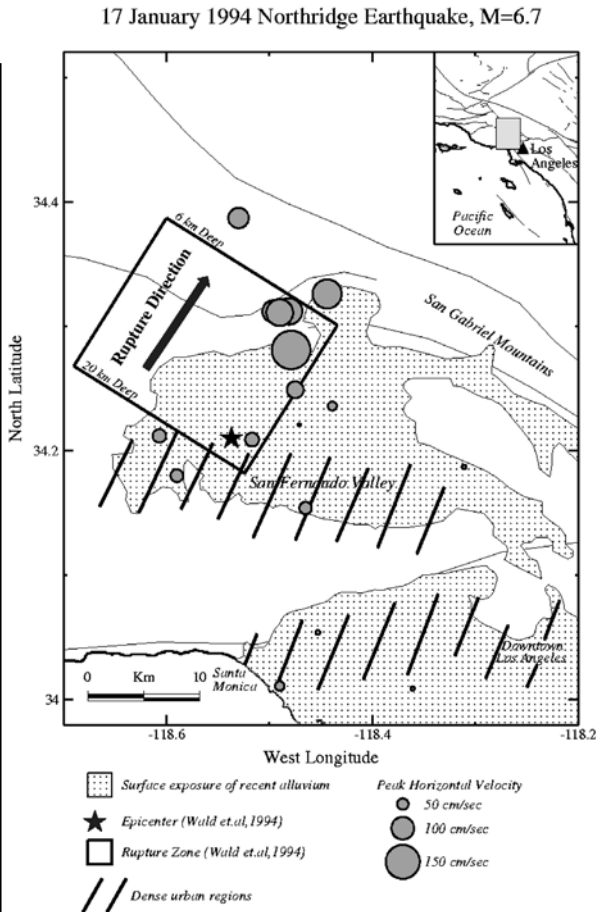 17 January 1994 Northridge Earthquake, M=6.7
Los
Angeles
Pacific
Ocean
34.4
6 km Deep
Rupture Direction
San Gabriel Mountains
20 km Deep
North Latitude
34.2
San Fernando Valley
Downtown
Los Angeles
0 Km 10
Santa
Monica
34
-118.6 -118.4 -118.2
West Longitude
Surface exposure of recent alluvium
Epicenter (Wald et.al,1994)
Rupture Zone (Wald et.al,1994)
Dense urban regions
Peak Horizontal Velocity
50 cm/sec
100 cm/sec
150 cm/sec